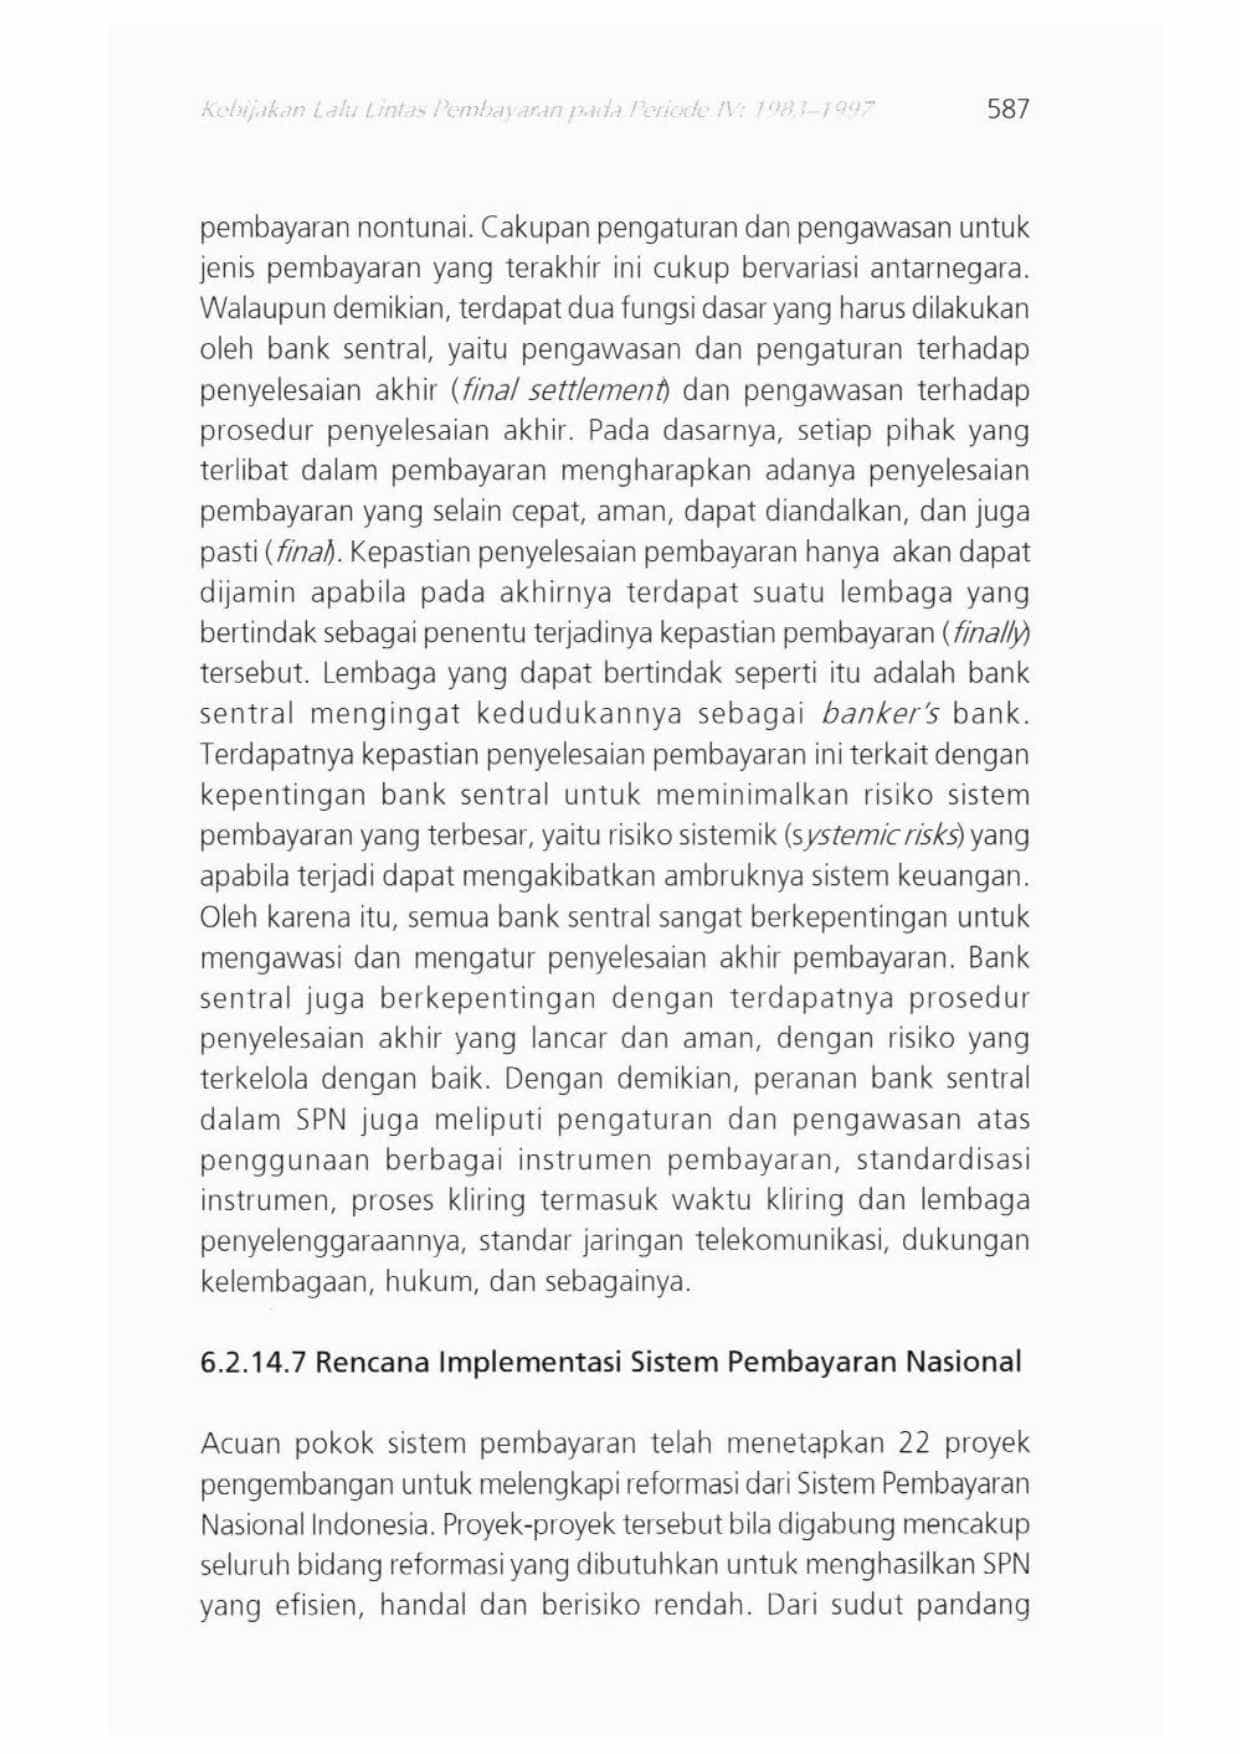 Kebijakan Lalu Lintas Pembayaran pada Periode IV: 1983–1997 587
pembayaran nontunai. Cakupan pengaturan dan pengawasan untuk
jenis pembayaran yang terakhir ini cukup bervariasi antarnegara.
Walaupun demikian, terdapat dua fungsi dasar yang harus dilakukan
oleh bank sentral, yaitu pengawasan dan pengaturan terhadap
penyelesaian akhir (final settlement) dan pengawasan terhadap
prosedur penyelesaian akhir. Pada dasarnya, setiap pihak yang
terlibat dalam pembayaran mengharapkan adanya penyelesaian
pembayaran yang selain cepat, aman, dapat diandalkan, dan juga
pasti (final). Kepastian penyelesaian pembayaran hanya akan dapat
dijamin apabila pada akhirnya terdapat suatu lembaga yang
bertindak sebagai penentu terjadinya kepastian pembayaran (finally)
tersebut. Lembaga yang dapat bertindak seperti itu adalah bank
sentral mengingat kedudukannya sebagai banker's bank.
Terdapatnya kepastian penyelesaian pembayaran ini terkait dengan
kepentingan bank sentral untuk meminimalkan risiko sistem
pembayaran yang terbesar, yaitu risiko sistemik (systemic risks) yang
apabila terjadi dapat mengakibatkan ambruknya sistem keuangan.
Oleh karena itu, semua bank sentral sangat berkepentingan untuk
mengawasi dan mengatur penyelesaian akhir pembayaran. Bank
sentral juga berkepentingan dengan terdapatnya prosedur
penyelesaian akhir yang lancar dan aman, dengan risiko yang
terkelola dengan baik. Dengan demikian, peranan bank sentral
dalam SPN juga meliputi pengaturan dan pengawasan atas
penggunaan berbagai instrumen pembayaran, standardisasi
instrumen, proses kliring termasuk waktu kliring dan lembaga
penyelenggaraannya, standar jaringan telekomunikasi, dukungan
kelembagaan, hukum, dan sebagainya.
6.2.14.7 Rencana Implementasi Sistem Pembayaran Nasional
Acuan pokok sistem pembayaran telah menetapkan 22 proyek
pengembangan untuk melengkapi reformasi dari Sistem Pembayaran
Nasional Indonesia. Proyek-proyek tersebut bila digabung mencakup
seluruh bidang reformasi yang dibutuhkan untuk menghasilkan SPN
yang efisien, handal dan berisiko rendah. Dari sudut pandang